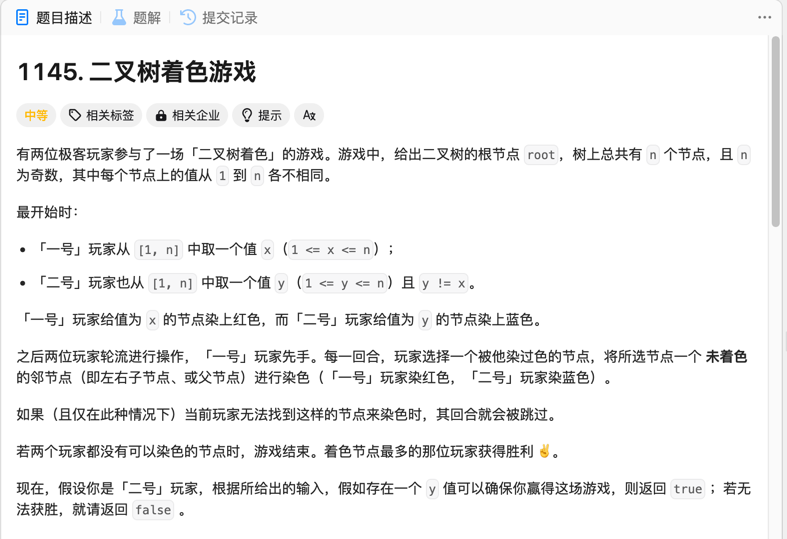 题目描述 题解 提交记录
1145. 二叉树着色游戏
中等 相关标签 相关企业 提示 Aず
有两位极客玩家参与了一场「二叉树着色」的游戏。游戏中，给出二叉树的根节点 root，树上总共有 n 个节点，且 n
为奇数，其中每个节点上的值从 1 到 n 各不相同。
最开始时：
• 「一号」玩家从 [1, n] 中取一个值 x（1 <= x <= n）；
• 「二号」玩家也从 [1, n] 中取一个值 y（1 <= y <= n）且 y != x。
「一号」玩家给值为 x 的节点染上红色，而「二号」玩家给值为 y 的节点染上蓝色。
之后两位玩家轮流进行操作，「一号」玩家先手。每一回合，玩家选择一个被他染过色的节点，将所选节点一个 未着色
的邻节点（即左右子节点、或父节点）进行染色（「一号」玩家染红色，「二号」玩家染蓝色）。
如果（且仅在此种情况下）当前玩家无法找到这样的节点来染色时，其回合就会被跳过。
若两个玩家都没有可以染色的节点时，游戏结束。着色节点最多的那位玩家获得胜利 ✌️。
现在，假设你是「二号」玩家，根据所给出的输入，假如存在一个 y 值可以确保你赢得这场游戏，则返回 true ；若无
法获胜，就请返回 false 。